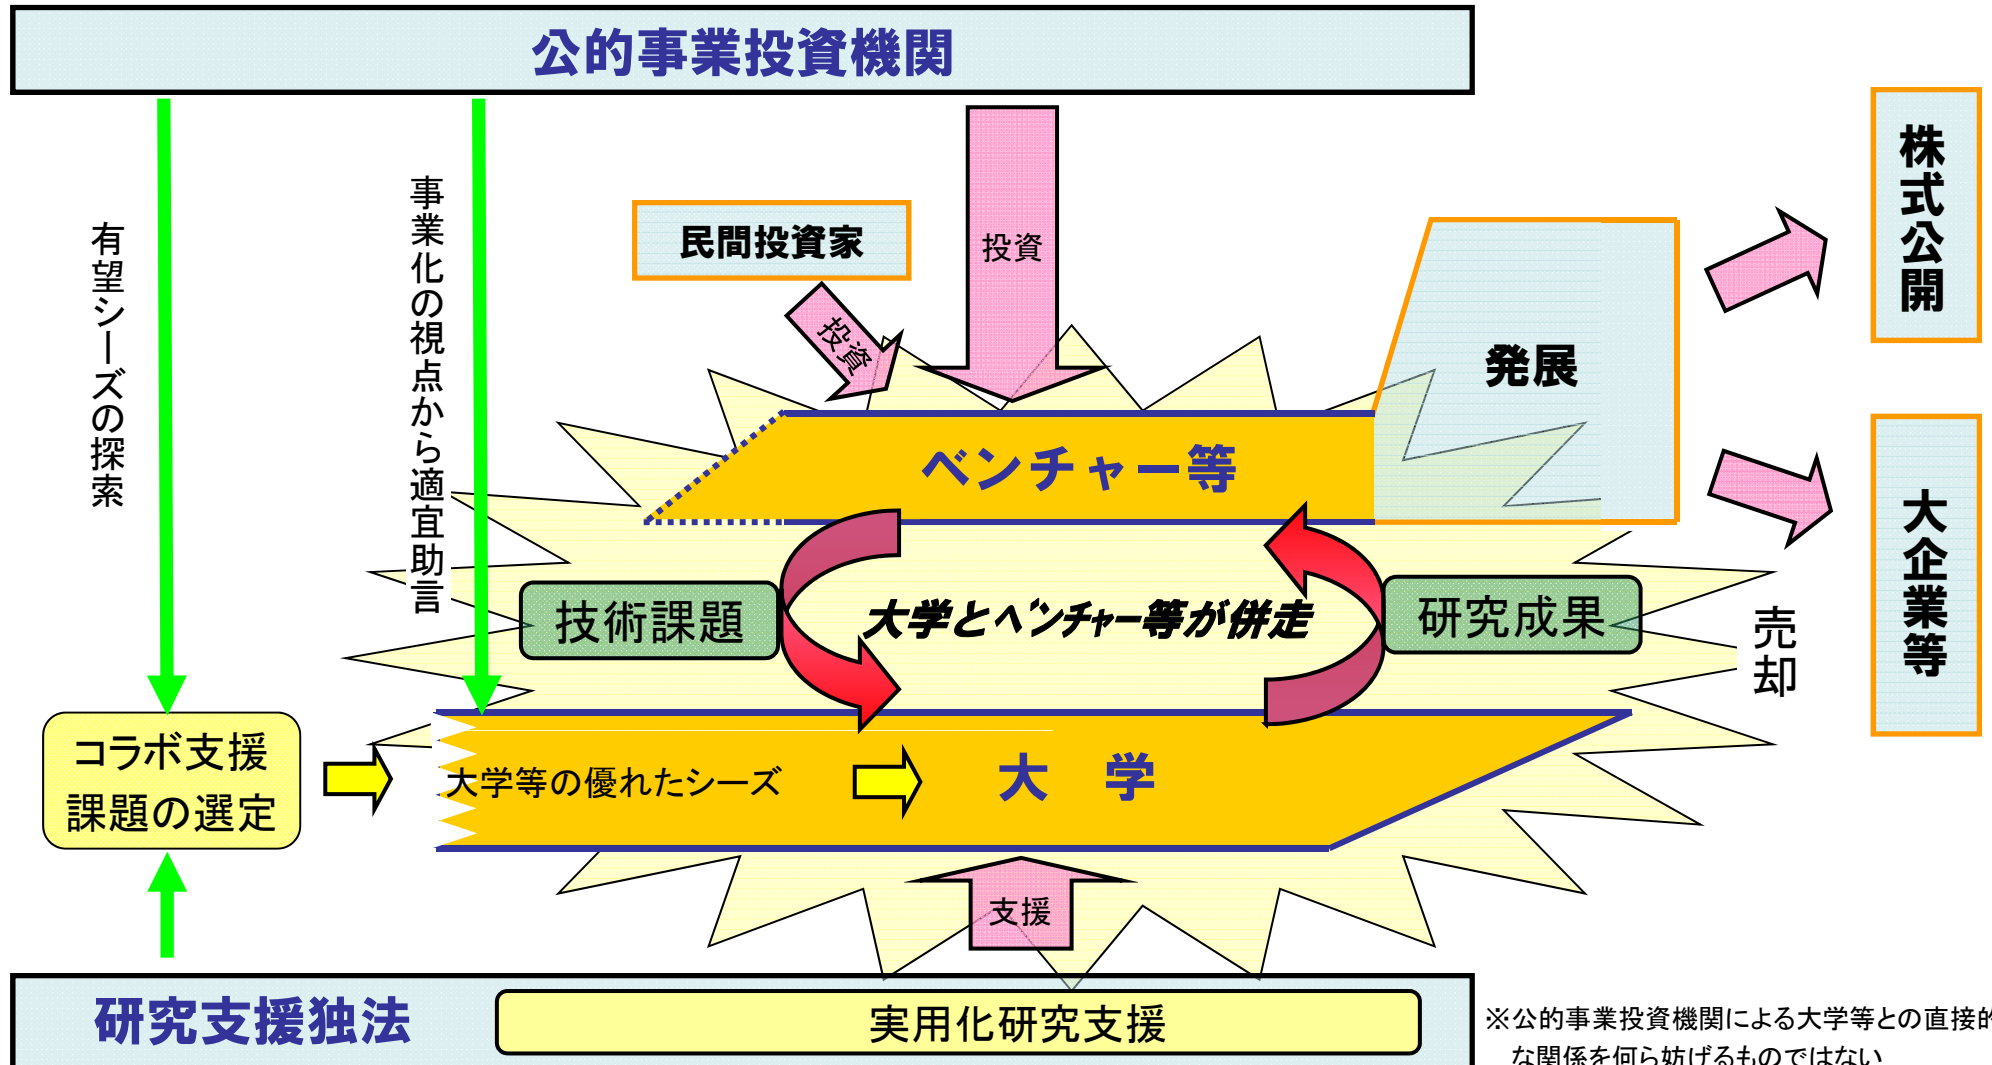 公的事業投資機関
有望シーズの探索
事業化の視点から適宜助言
民間投資家
投資
投資
株式公開
発展
ベンチャー等
大企業等
技術課題
大学とベンチャー等が併走
研究成果
売却
コラボ支援
課題の選定
大学等の優れたシーズ
大 学
支援
研究支援独法
実用化研究支援
※公的事業投資機関による大学等との直接的
な関係を何ら妨げるものではない